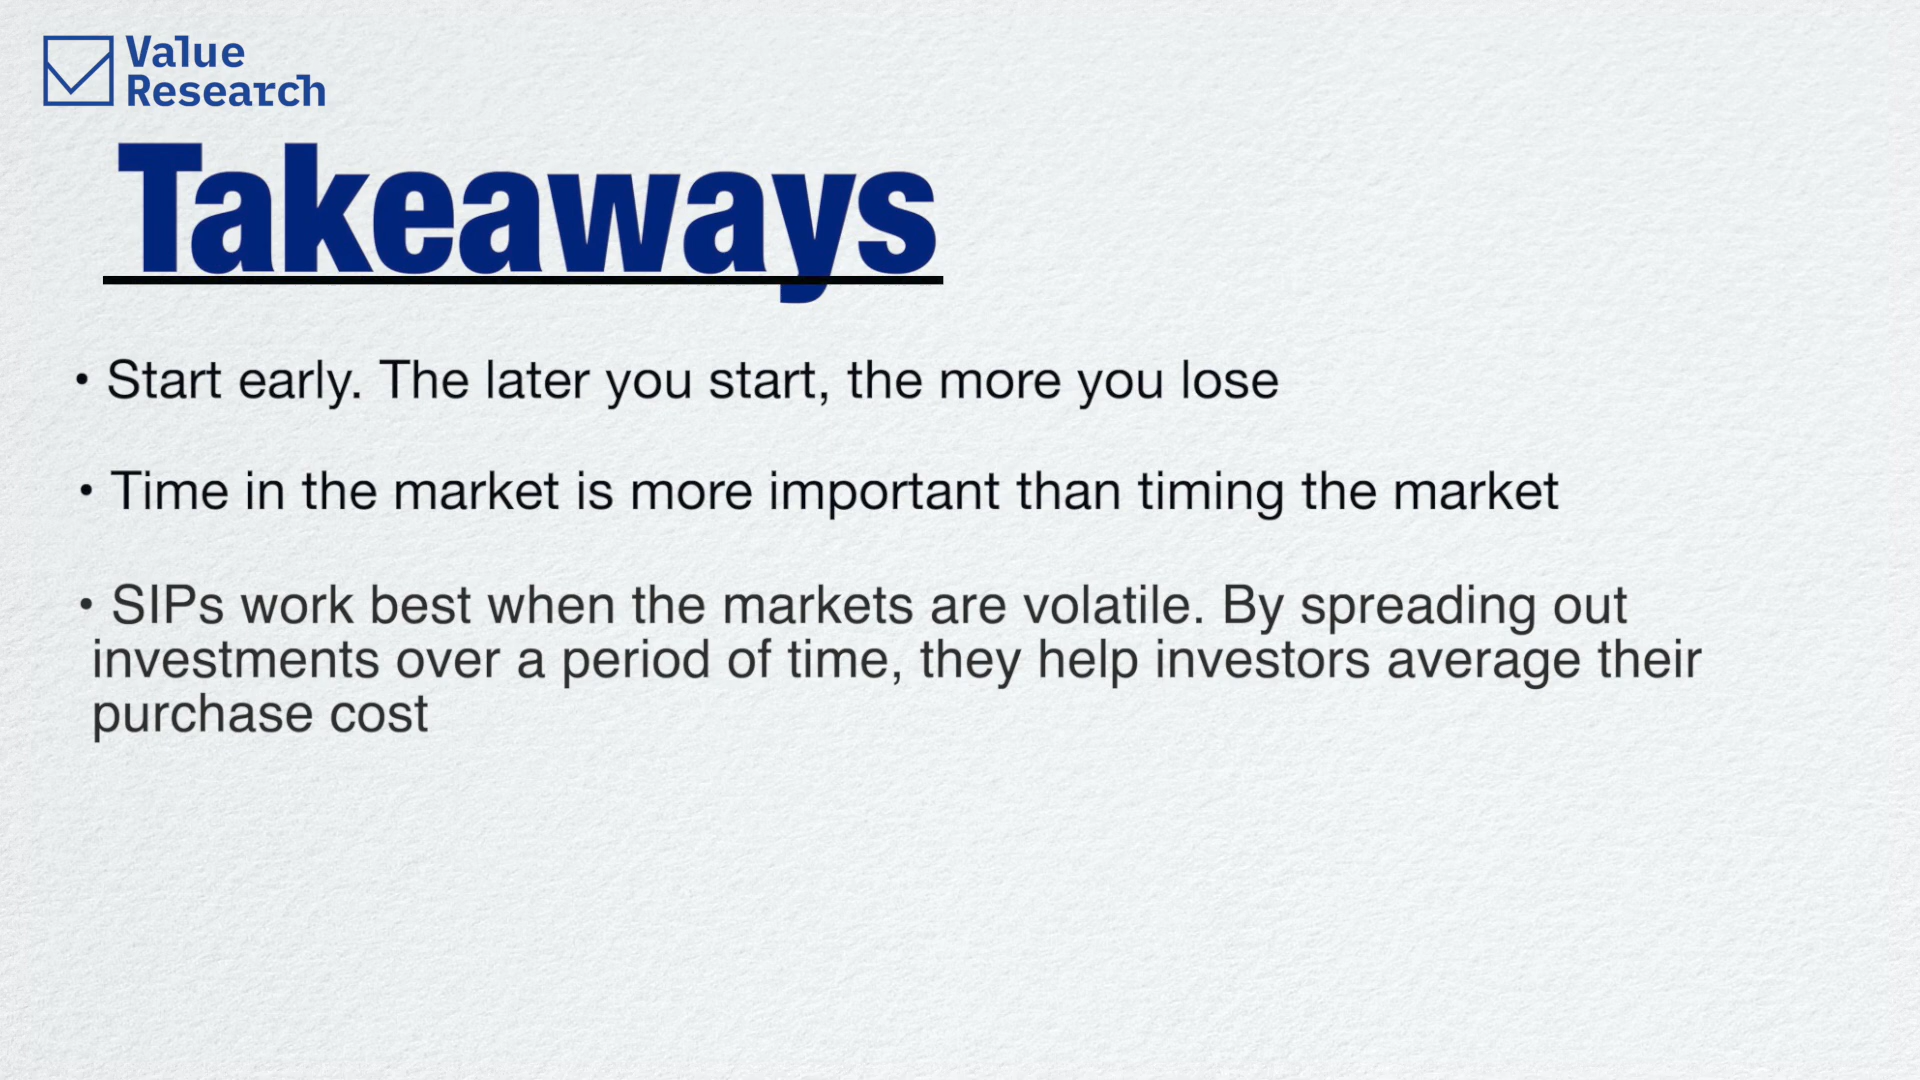 Value
Research
Takeaways
• Start early. The later you start, the more you lose
• Time in the market is more important than timing the market
• SIPs work best when the markets are volatile. By spreading out
investments over a period of time, they help investors average their
purchase cost